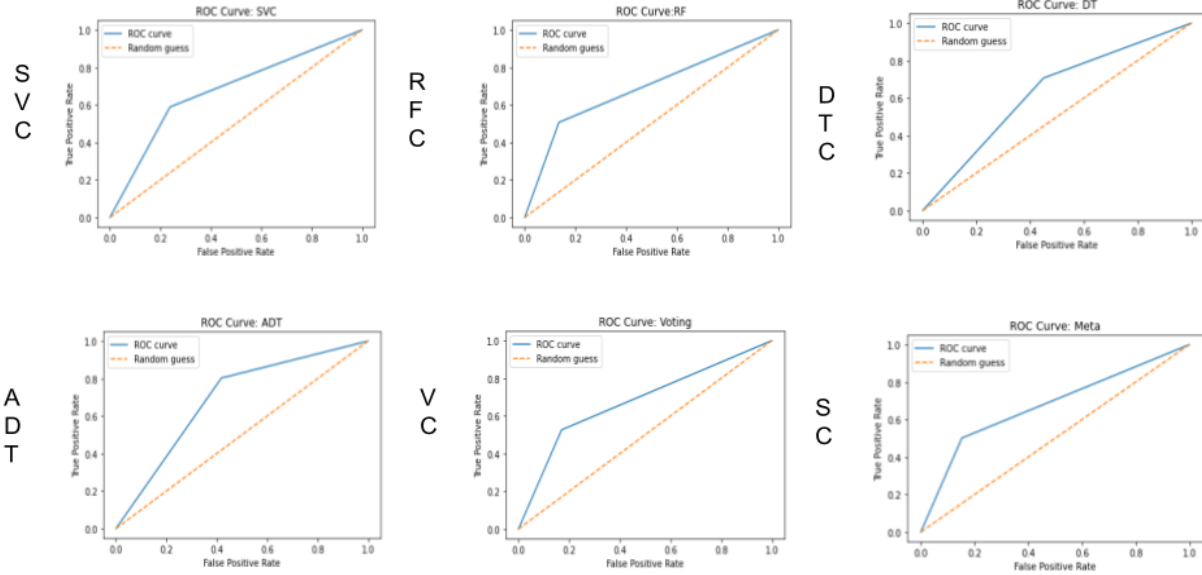 S
V
C
ROC Curve: SVC
ROC curve
Random guess
True Positive Rate
1.0
0.8
0.6
0.4
0.2
0.0
0.0 0.2 0.4 0.6 0.8 1.0
False Positive Rate
R
F
C
ROC Curve:RF
ROC curve
Random guess
True Positive Rate
1.0
0.8
0.6
0.4
0.2
0.0
0.0 0.2 0.4 0.6 0.8 1.0
False Positive Rate
D
T
C
ROC Curve: DT
ROC curve
Random guess
True Positive Rate
1.0
0.8
0.6
0.4
0.2
0.0
0.0 0.2 0.4 0.6 0.8 1.0
False Positive Rate
A
D
T
ROC Curve: ADT
ROC curve
Random guess
True Positive Rate
1.0
0.8
0.6
0.4
0.2
0.0
0.0 0.2 0.4 0.6 0.8 1.0
False Positive Rate
V
C
ROC Curve: Voting
ROC curve
Random guess
True Positive Rate
1.0
0.8
0.6
0.4
0.2
0.0
0.0 0.2 0.4 0.6 0.8 1.0
False Positive Rate
S
C
ROC Curve: Meta
ROC curve
Random guess
True Positive Rate
1.0
0.8
0.6
0.4
0.2
0.0
0.0 0.2 0.4 0.6 0.8 1.0
False Positive Rate